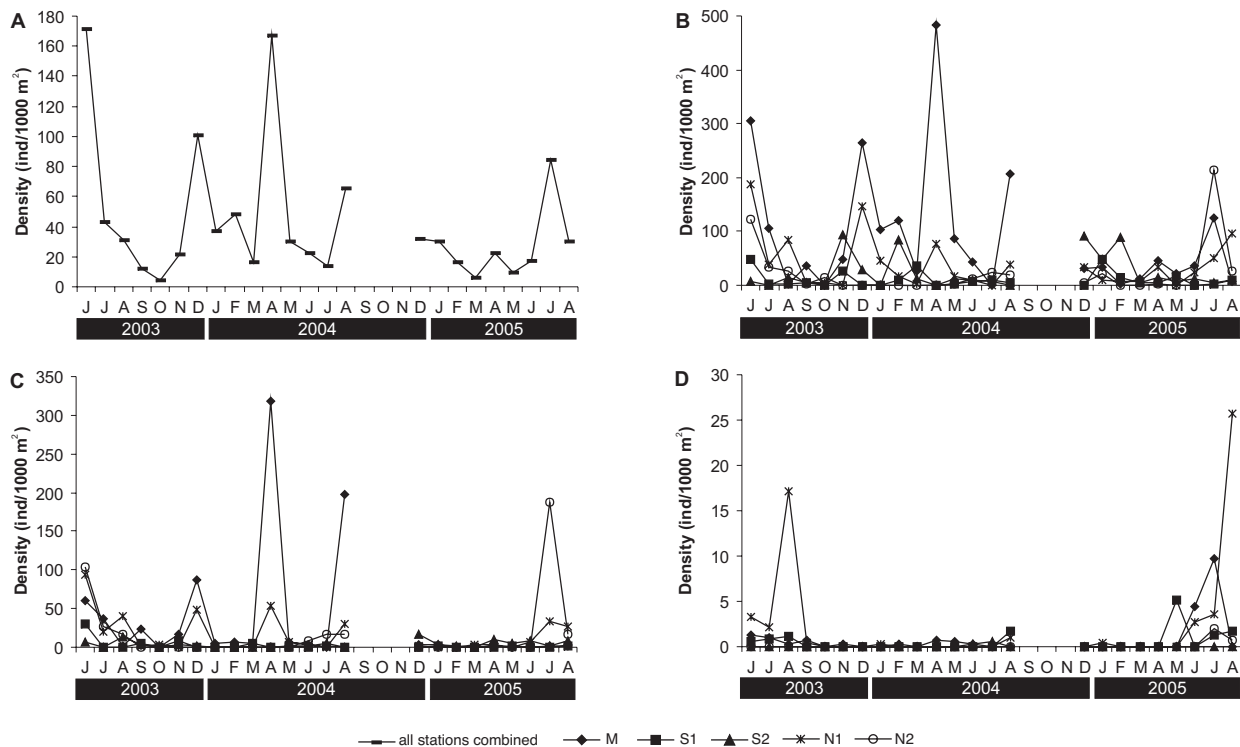 A
Density (ind/1000 m²)
180
160
140
120
100
80
60
40
20
0
J J A S O N D J F M A M J J A S O N D J F M A M J J A
2003 2004 2005
B
Density (ind/1000 m²)
500
400
300
200
100
0
J J A S O N D J F M A M J J A S O N D J F M A M J J A
2003 2004 2005
C
Density (ind/1000 m²)
350
300
250
200
150
100
50
0
J J A S O N D J F M A M J J A S O N D J F M A M J J A
2003 2004 2005
D
Density (ind/1000 m²)
30
25
20
15
10
5
0
J J A S O N D J F M A M J J A S O N D J F M A M J J A
2003 2004 2005
all stations combined M S1 S2 N1 N2